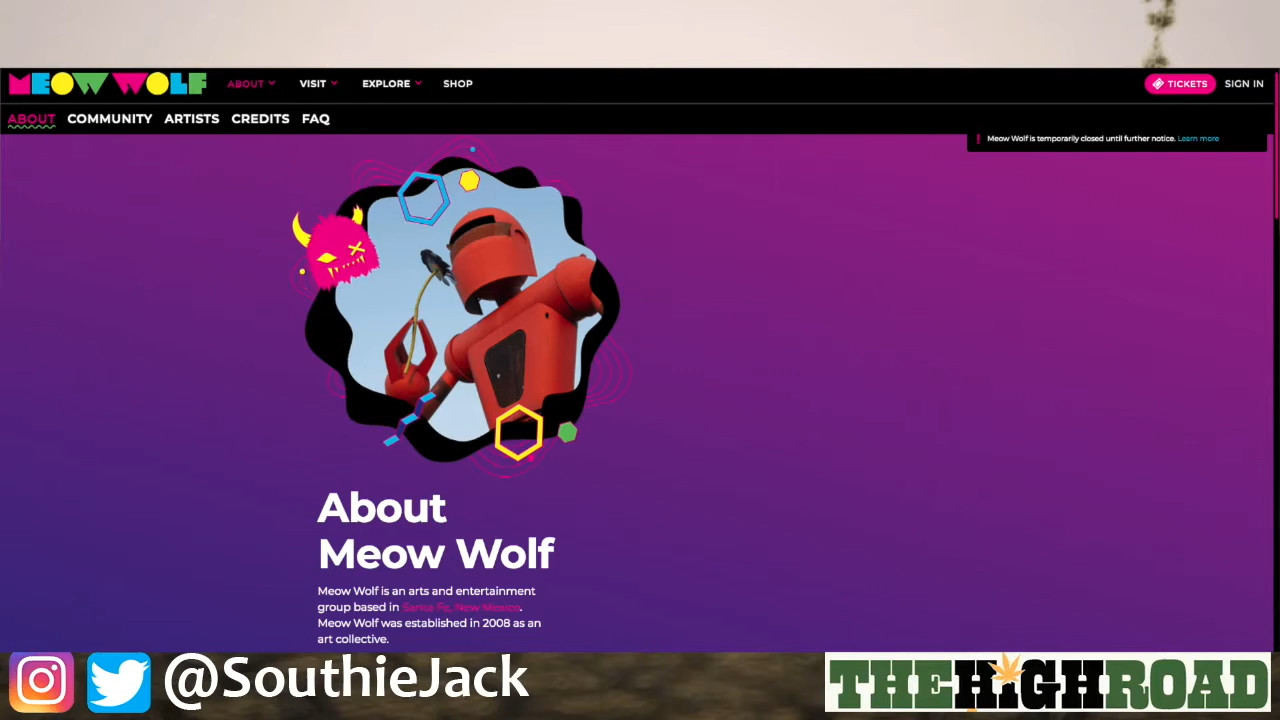 MEOW WOLF ABOUT VISIT EXPLORE SHOP TICKETS SIGN IN
ABOUT COMMUNITY ARTISTS CREDITS FAQ
! Meow Wolf is temporarily closed until further notice. Learn more
About
Meow Wolf
Meow Wolf is an arts and entertainment
group based in Santa Fe, New Mexico.
Meow Wolf was established in 2008 as an
art collective.
@SouthieJack
THE HIGH ROAD